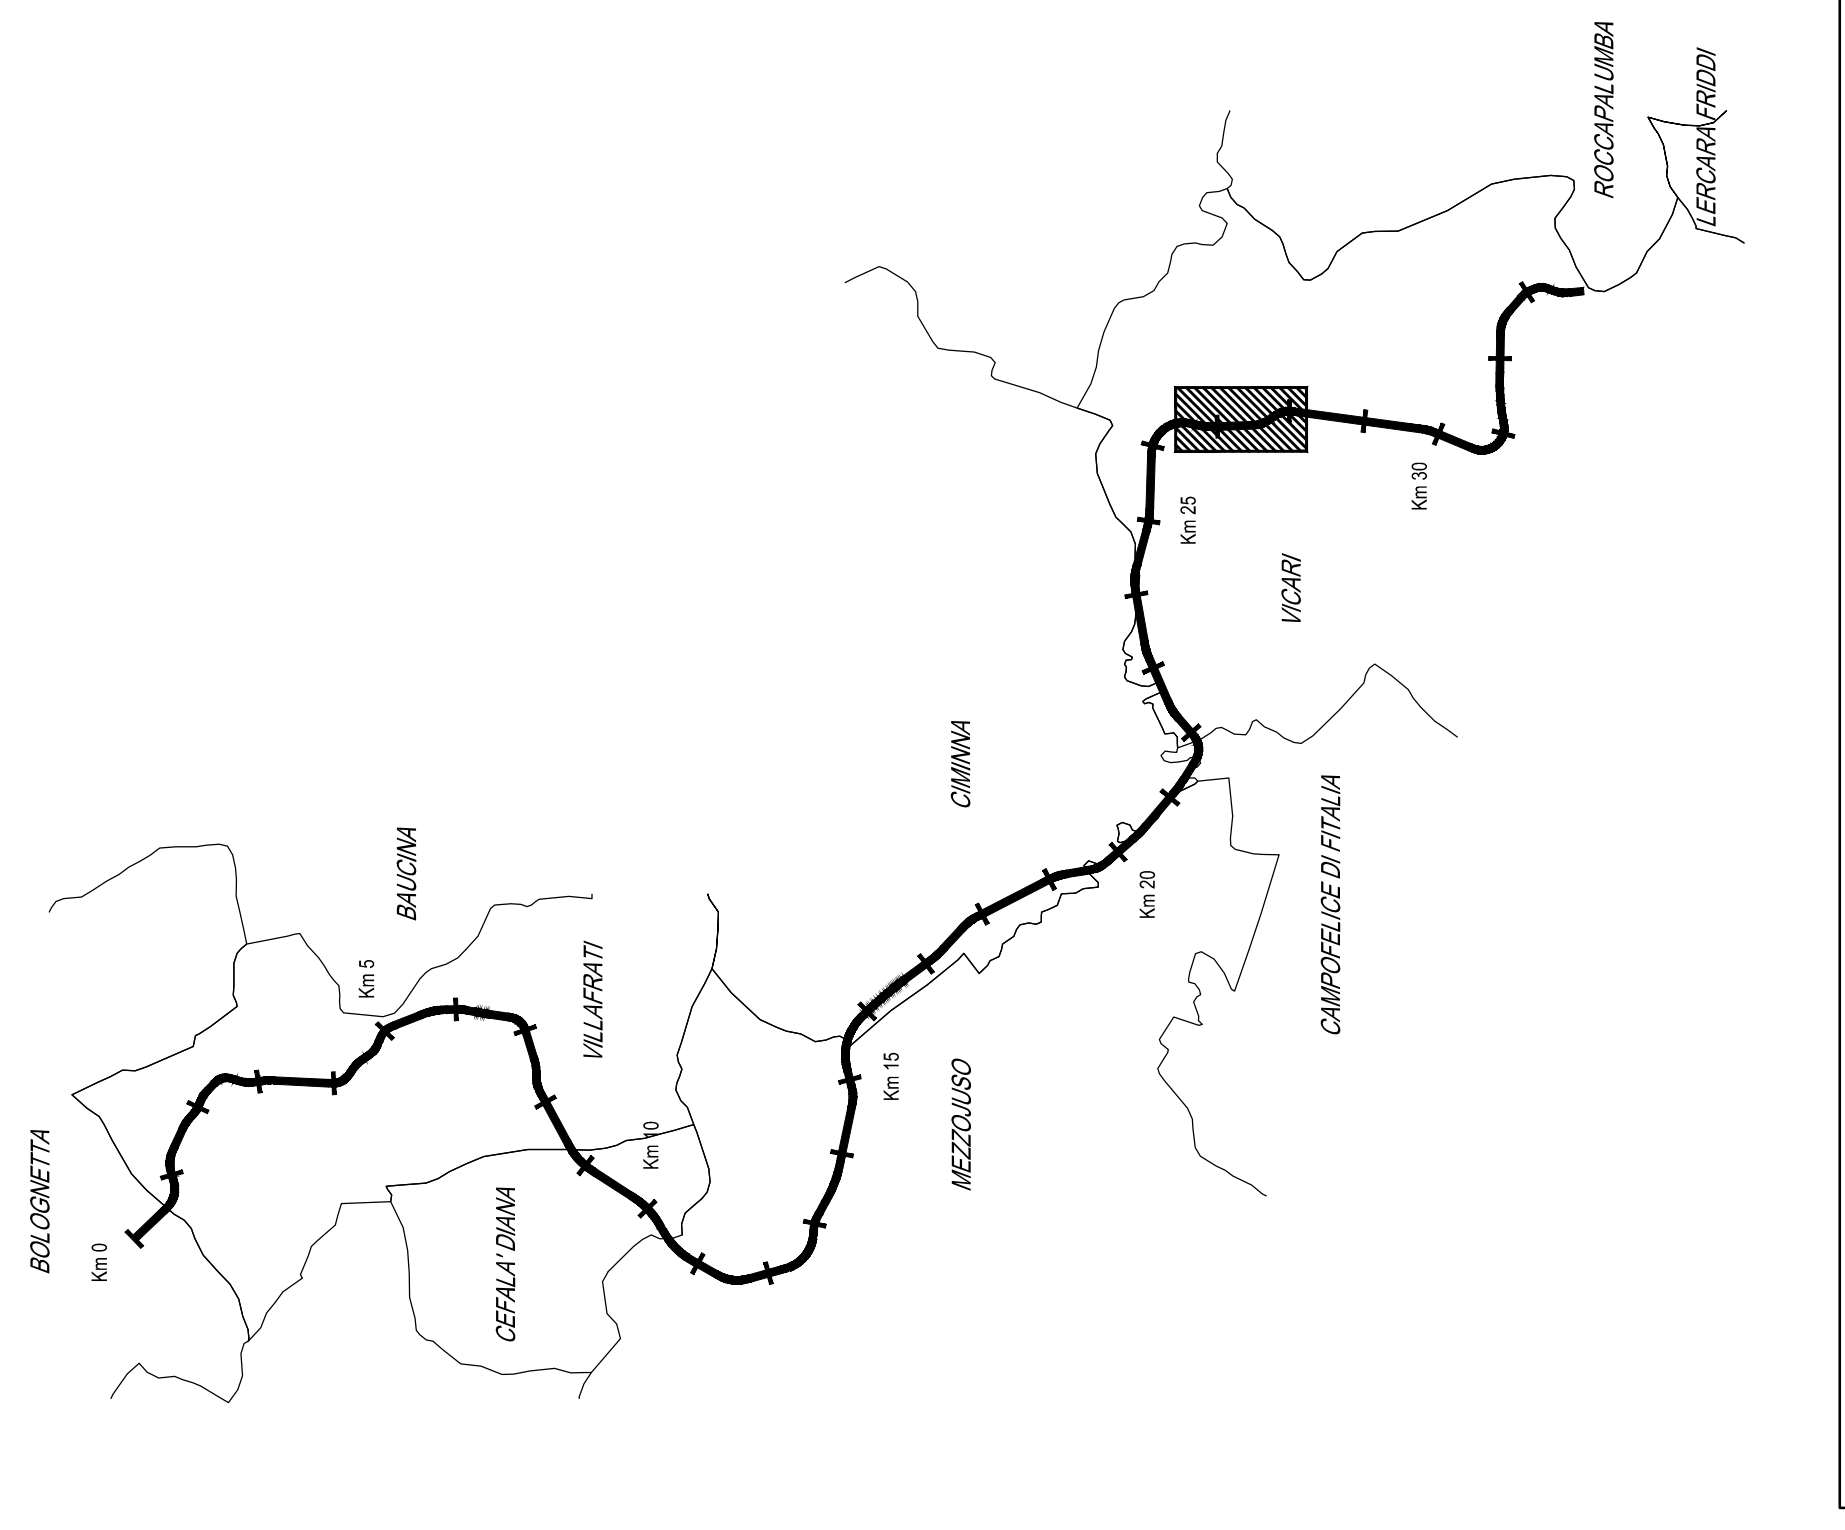 BOLOGNETTA
Km 0
BAUCINA
Km 5
VILLAFRATI
CEFALA' DIANA
Km 10
CIMINNA
Km 15
MEZZOJUSO
Km 20
CAMPOFELICE DI FITALIA
Km 25
VICARI
Km 30
ROCCAPALUMBA
LERCARA FRIDDI